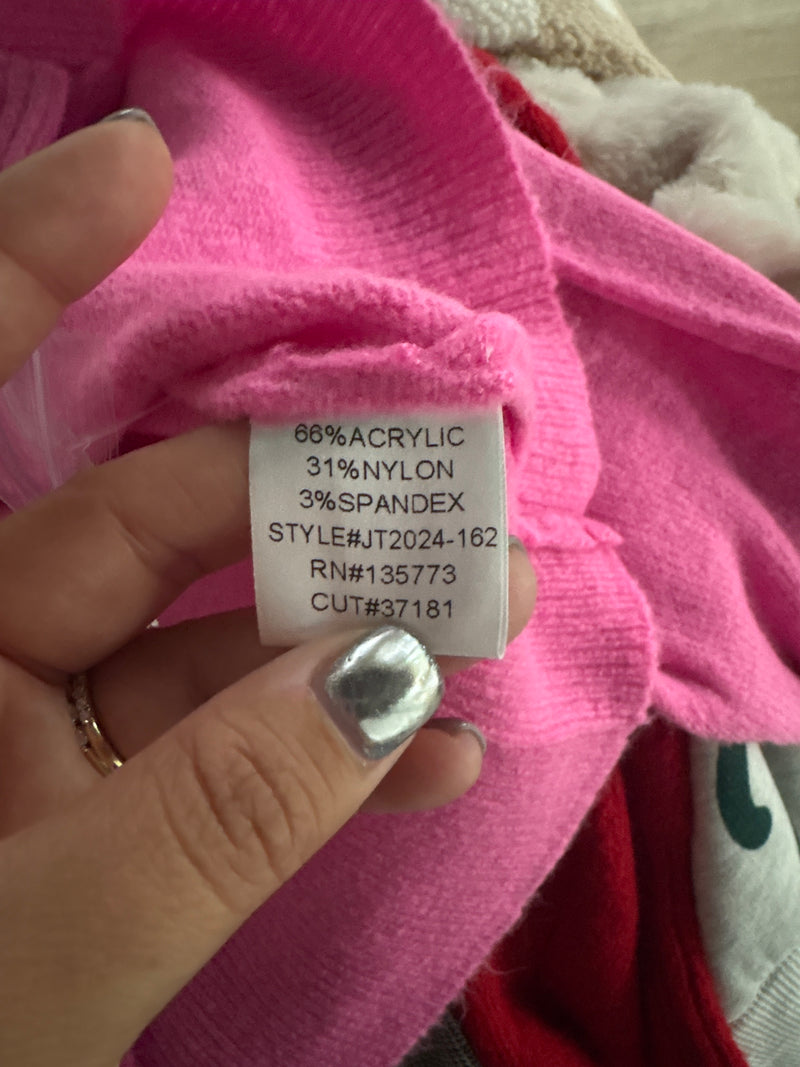 66%ACRYLIC
31%NYLON
3%SPANDEX
STYLE#JT2024-162
RN#135773
CUT#37181